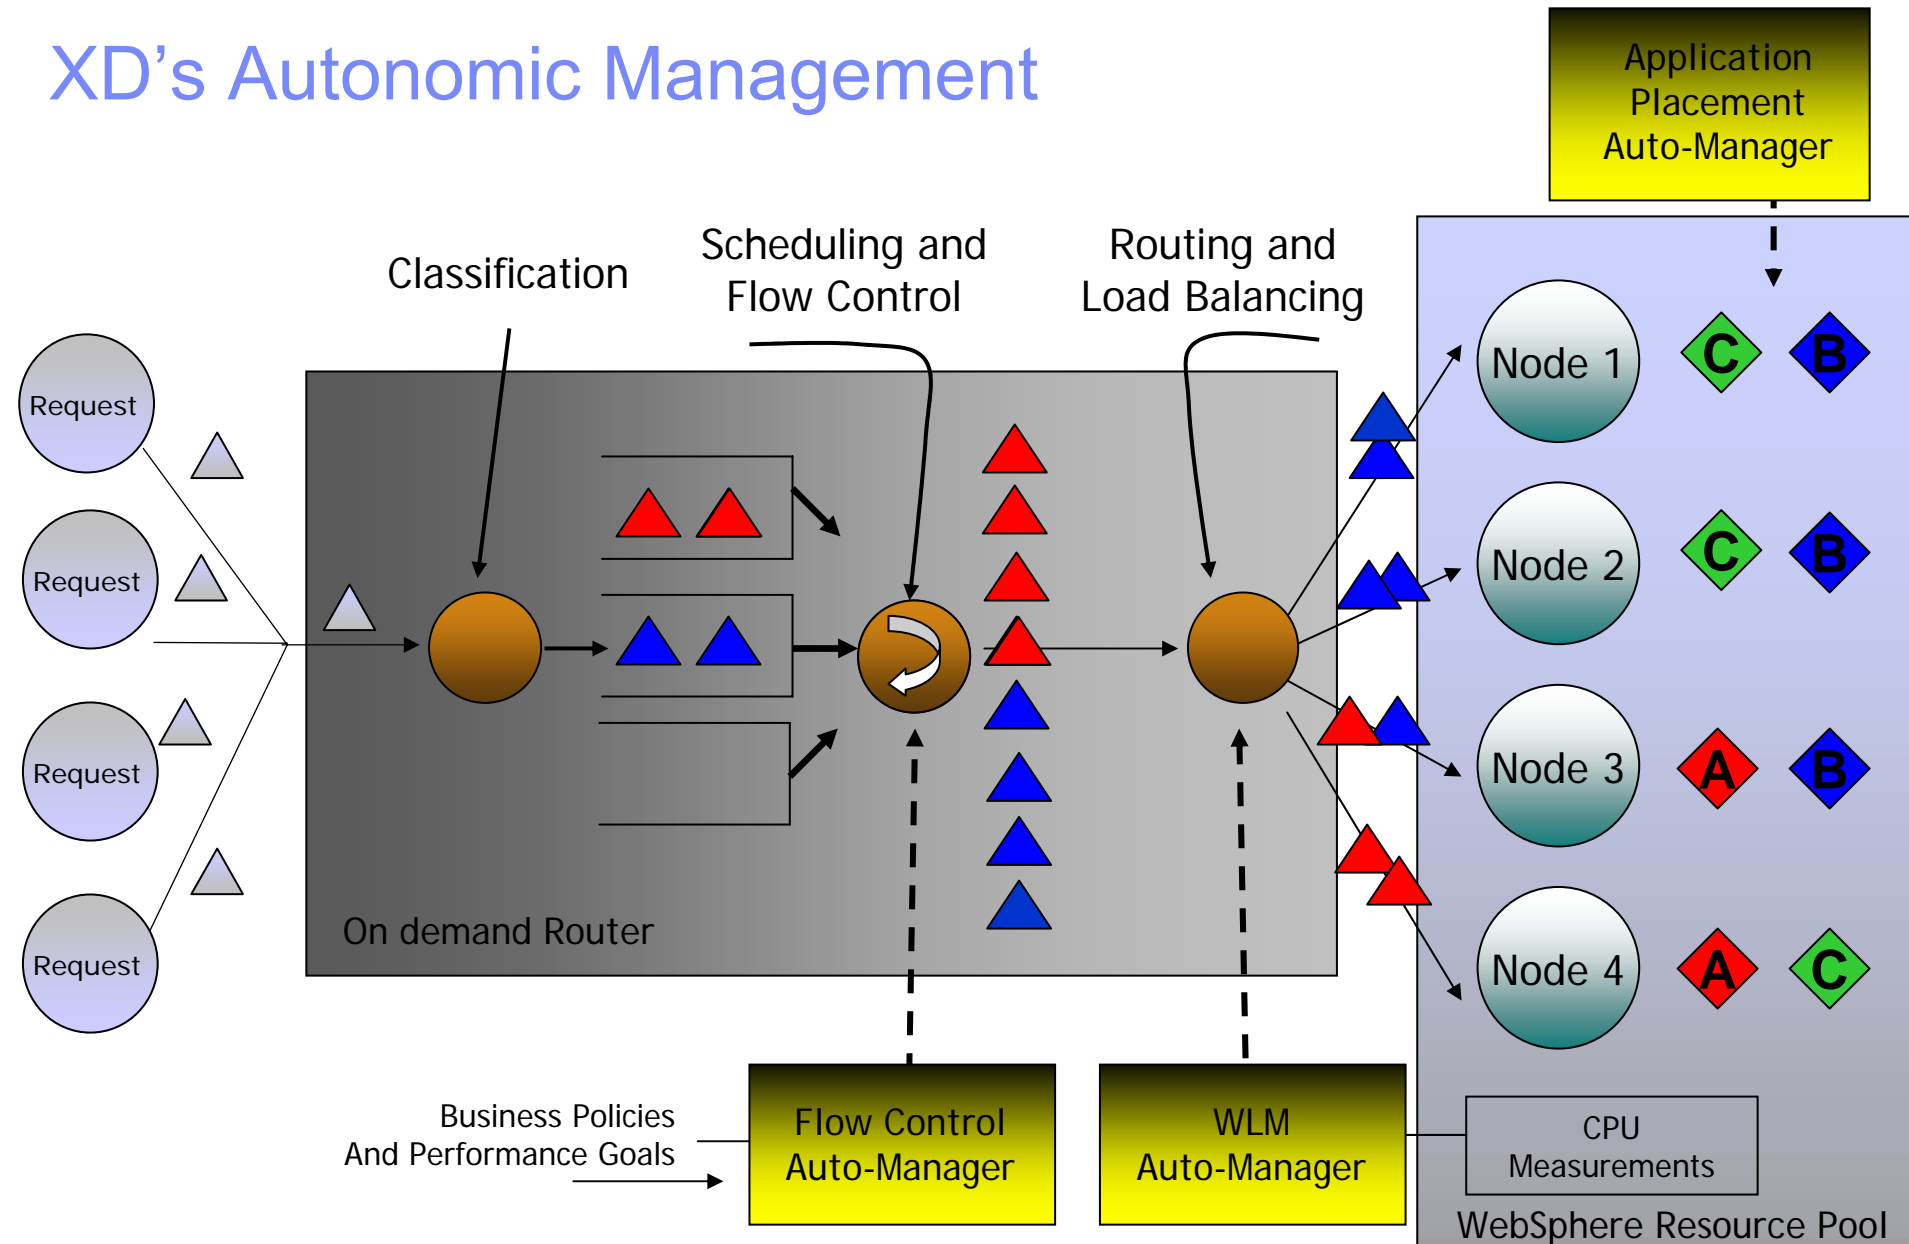 XD’s Autonomic Management
Application
Placement
Auto-Manager
Classification
Scheduling and
Flow Control
Routing and
Load Balancing
Request
Request
Request
Request
On demand Router
Node 1
C
B
Node 2
C
B
Node 3
A
B
Node 4
A
C
Business Policies
And Performance Goals
Flow Control
Auto-Manager
WLM
Auto-Manager
CPU
Measurements
WebSphere Resource Pool